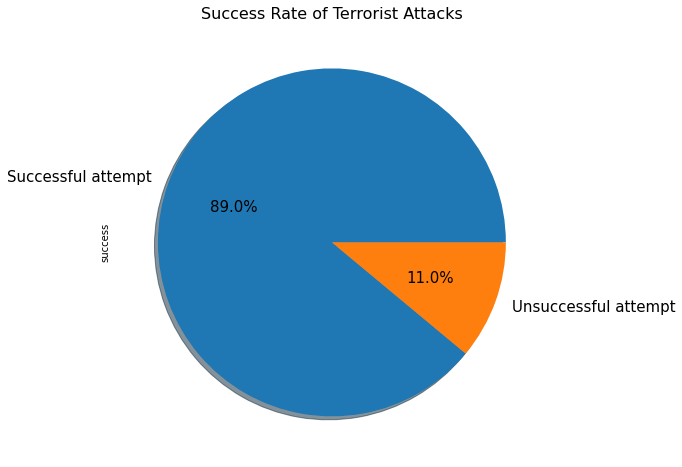 Success Rate of Terrorist Attacks
Successful attempt
89.0%
success
11.0%
Unsuccessful attempt